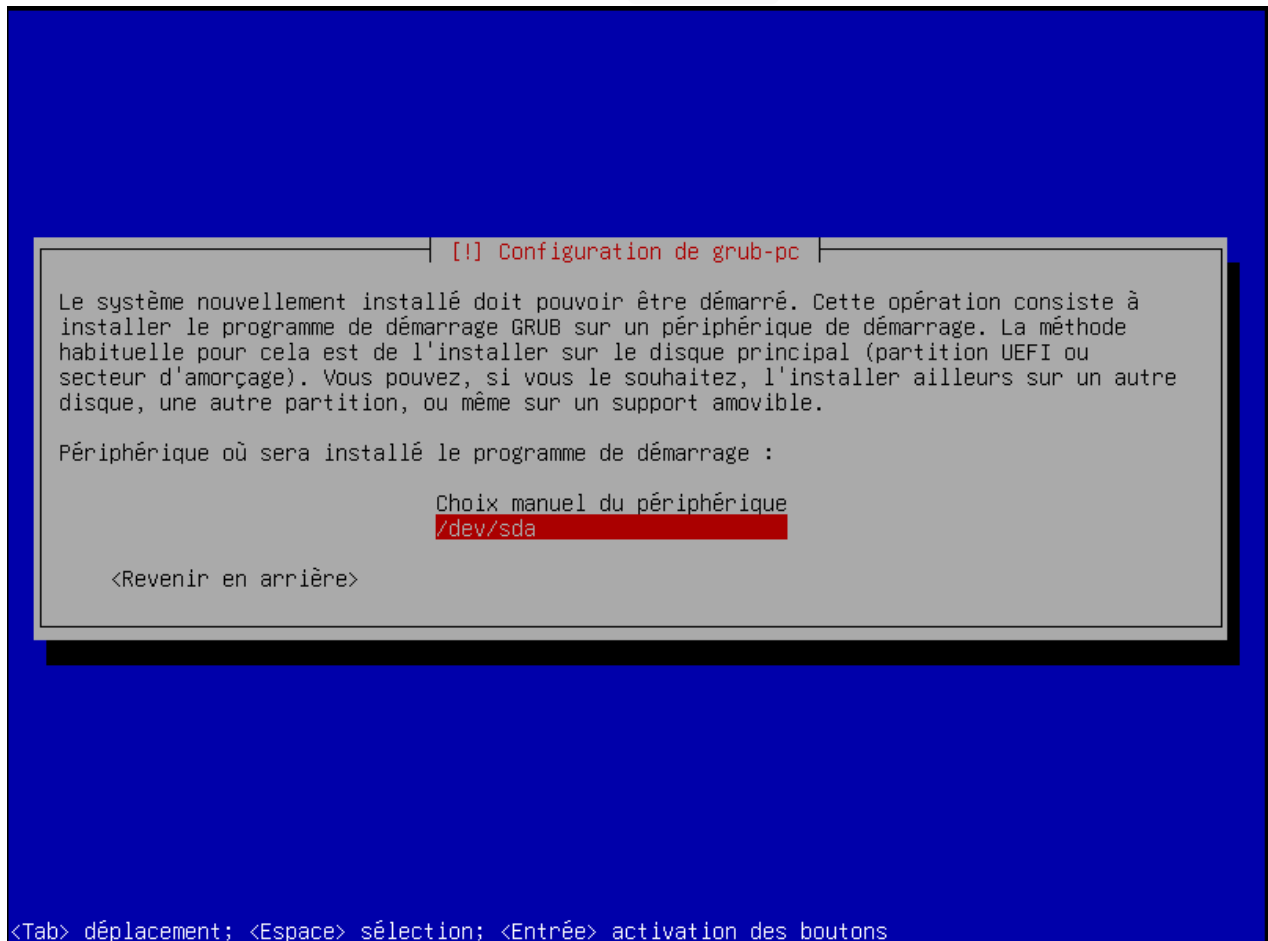 [!] Configuration de grub-pc
Le système nouvellement installé doit pouvoir être démarré. Cette opération consiste à
installer le programme de démarrage GRUB sur un périphérique de démarrage. La méthode
habituelle pour cela est de l'installer sur le disque principal (partition UEFI ou
secteur d'amorçage). Vous pouvez, si vous le souhaitez, l'installer ailleurs sur un autre
disque, une autre partition, ou même sur un support amovible.
Périphérique où sera installé le programme de démarrage :
Choix manuel du périphérique
/dev/sda
<Revenir en arrière>
<Tab> déplacement; <Espace> sélection; <Entrée> activation des boutons